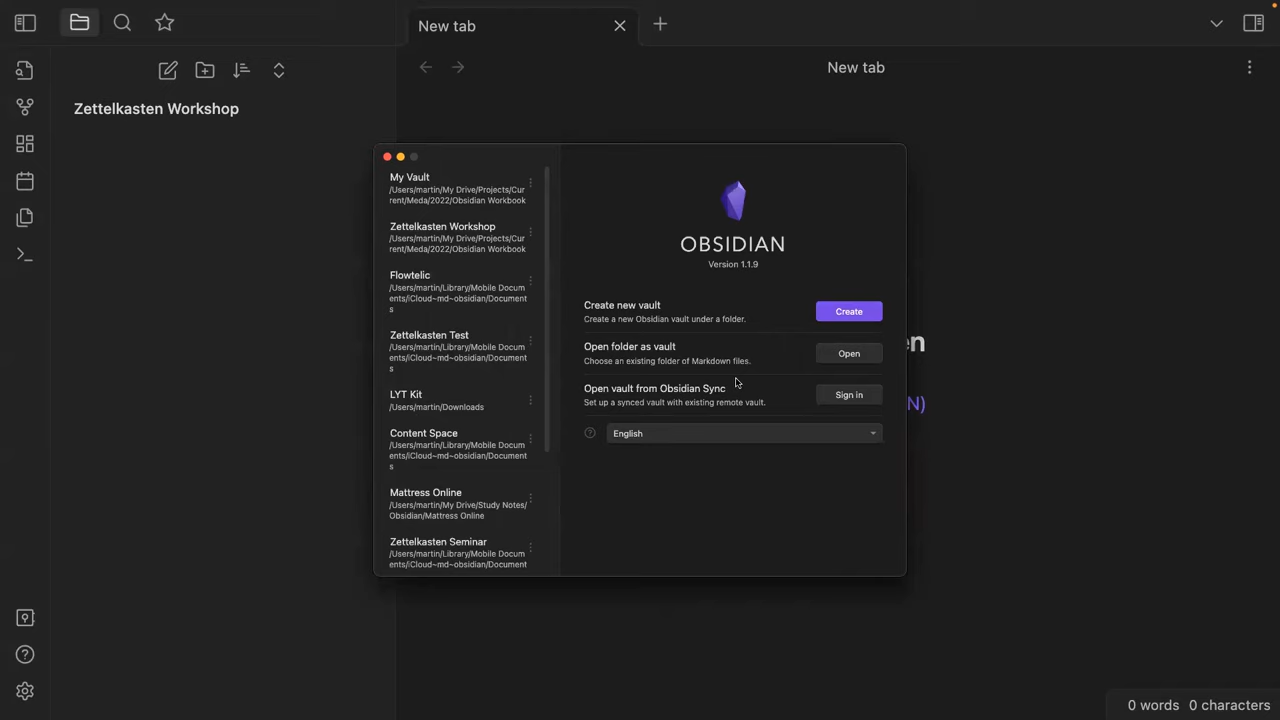 New tab
New tab
Zettelkasten Workshop
My Vault
/Users/martin/My Drive/Projects/Cur
rent/Meda/2022/Obsidian Workbook
Zettelkasten Workshop
/Users/martin/My Drive/Projects/Cur
rent/Meda/2022/Obsidian Workbook
Flowtelic
/Users/martin/Library/Mobile Docum
ents/iCloud~md~obsidian/Document
s
Zettelkasten Test
/Users/martin/Library/Mobile Docum
ents/iCloud~md~obsidian/Document
s
LYT Kit
/Users/martin/Downloads
Content Space
/Users/martin/Library/Mobile Docum
ents/iCloud~md~obsidian/Document
s
Mattress Online
/Users/martin/My Drive/Study Notes/
Obsidian/Mattress Online
Zettelkasten Seminar
/Users/martin/Library/Mobile Docum
ents/iCloud~md~obsidian/Document
OBSIDIAN
Version 1.1.9
Create new vault
Create a new Obsidian vault under a folder.
Create
Open folder as vault
Choose an existing folder of Markdown files.
Open
Open vault from Obsidian Sync
Set up a synced vault with existing remote vault.
Sign in
English
en
N)
0 words 0 characters